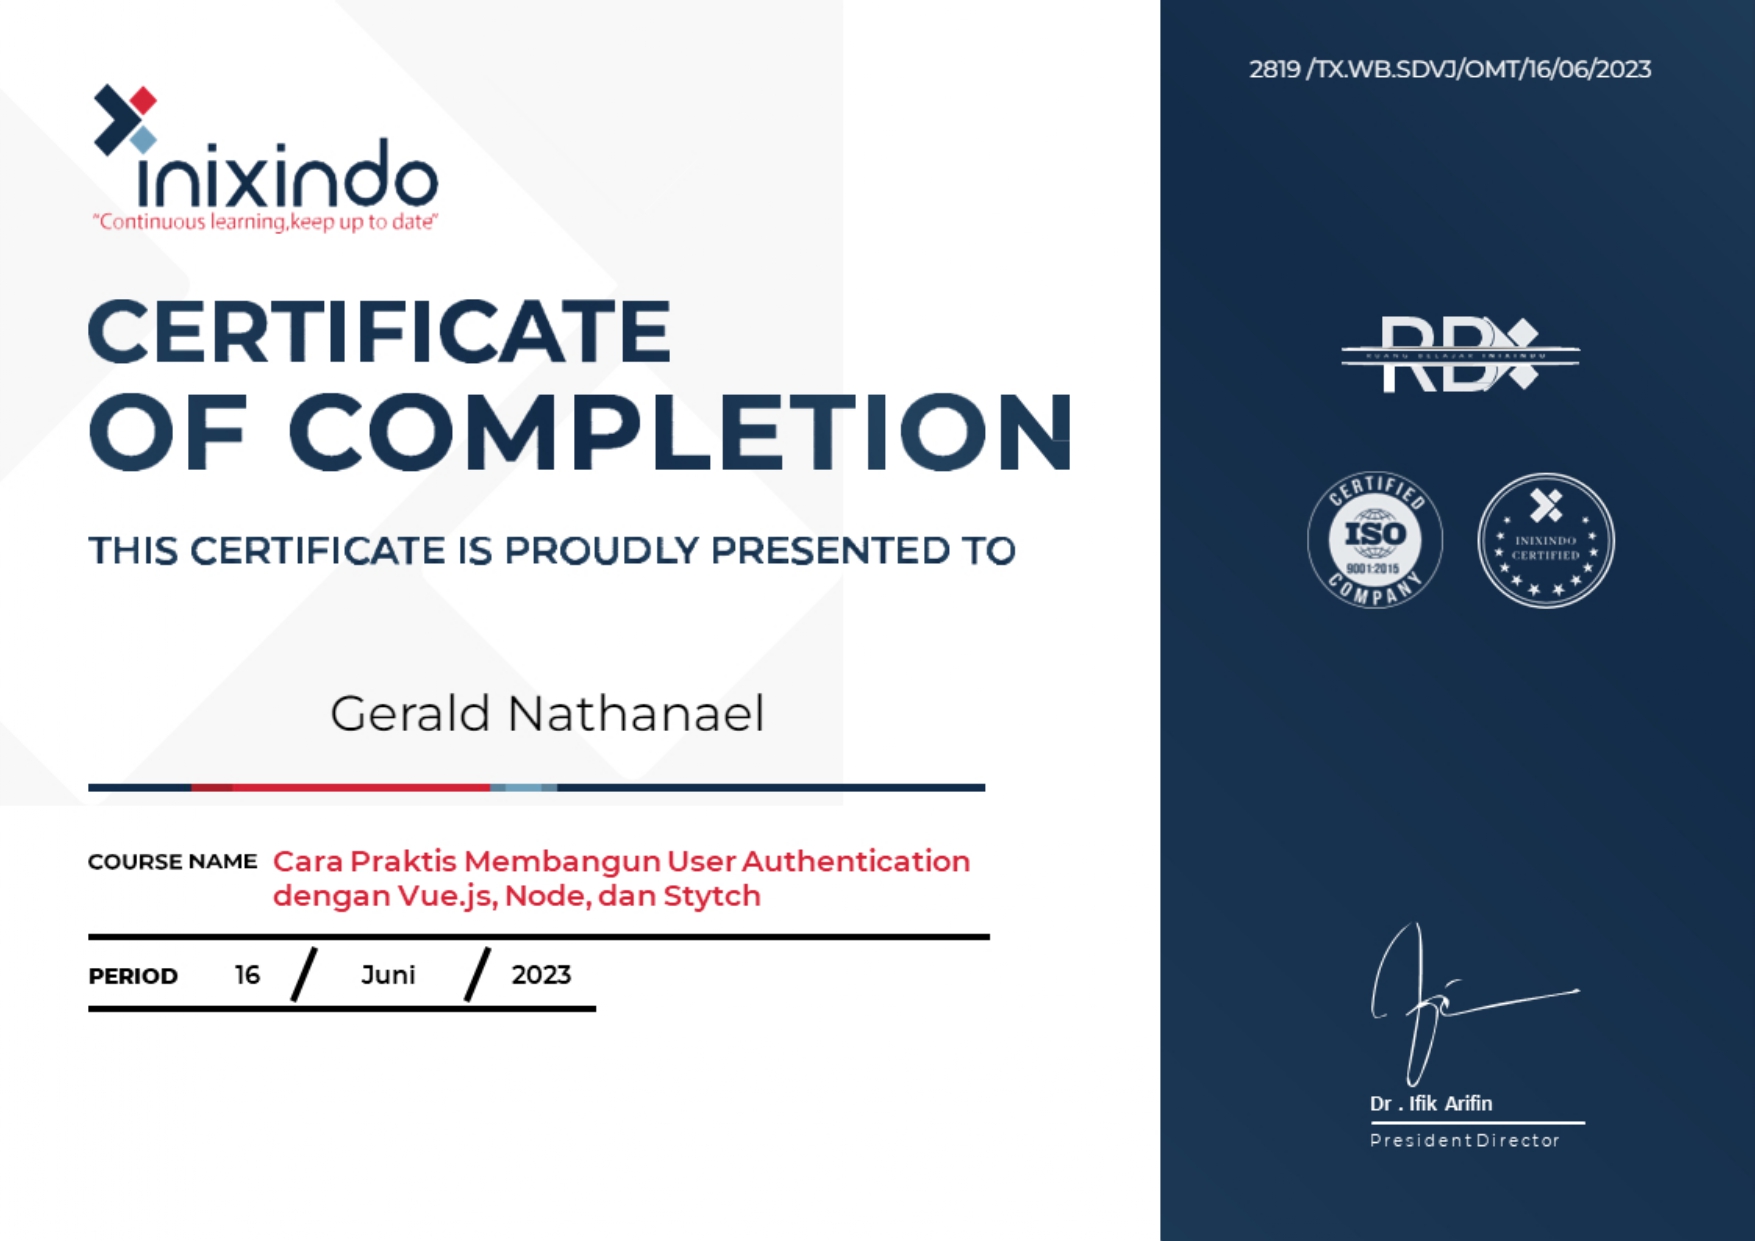 inixindo
"Continuous learning,keep up to date"
CERTIFICATE
OF COMPLETION
THIS CERTIFICATE IS PROUDLY PRESENTED TO
Gerald Nathanael
COURSE NAME Cara Praktis Membangun User Authentication
dengan Vue.js, Node, dan Stytch
PERIOD 16 / Juni / 2023
2819 /TX.WB.SDVJ/OMT/16/06/2023
RBX
RUANG BELAJAR INIXINDO
CERTIFIED
ISO
9001:2015
COMPANY
INIXINDO
CERTIFIED
Dr . Ifik Arifin
President Director